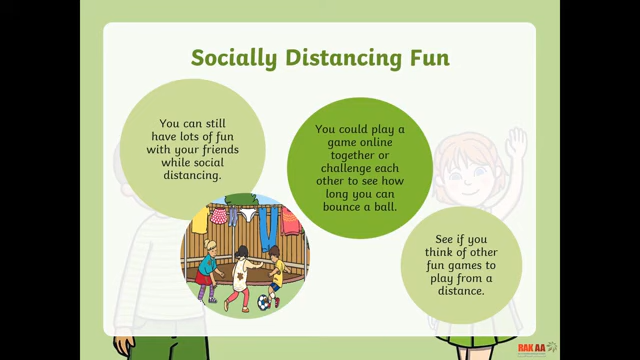 Socially Distancing Fun
You can still
have lots of fun
with your friends
while social
distancing.
You could play a
game online
together or
challenge each
other to see how
long you can
bounce a ball.
See if you
think of other
fun games to
play from a
distance.
RAK AA